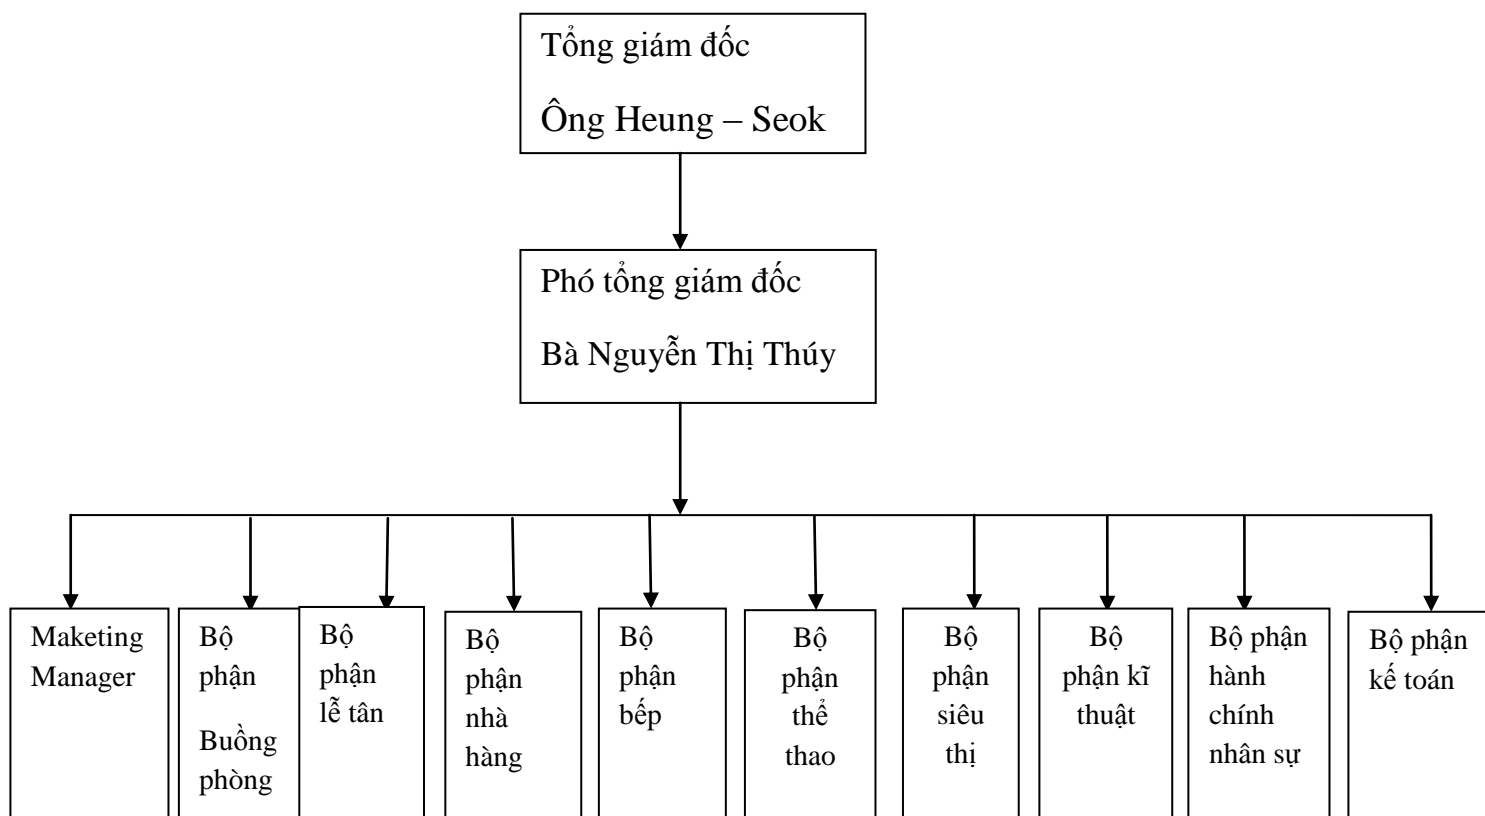 Tổng giám đốc
Ông Heung – Seok
Phó tổng giám đốc
Bà Nguyễn Thị Thúy
Maketing
Manager
Bộ
phận
Buồng
phòng
Bộ
phận
lễ tân
Bộ
phận
nhà
hàng
Bộ
phận
bếp
Bộ
phận
thể
thao
Bộ
phận
siêu
thị
Bộ
phận kĩ
thuật
Bộ phận
hành
chính
nhân sự
Bộ phận
kế toán